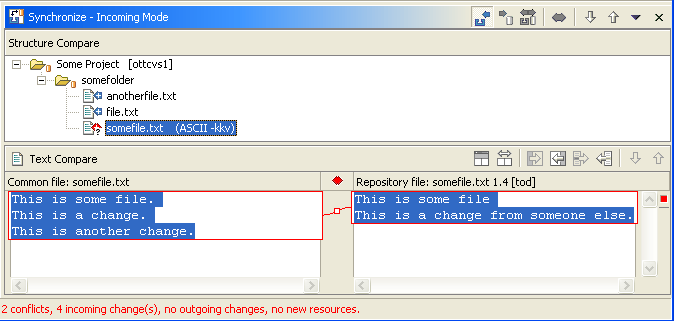 Synchronize - Incoming Mode
Structure Compare
Some Project [ottcvs1]
somefolder
anotherfile.txt
file.txt
somefile.txt (ASCII -kkv)
Text Compare
Common file: somefile.txt
Repository file: somefile.txt 1.4 [tod]
This is some file.
This is a change.
This is another change.
This is some file
This is a change from someone else.
2 conflicts, 4 incoming change(s), no outgoing changes, no new resources.